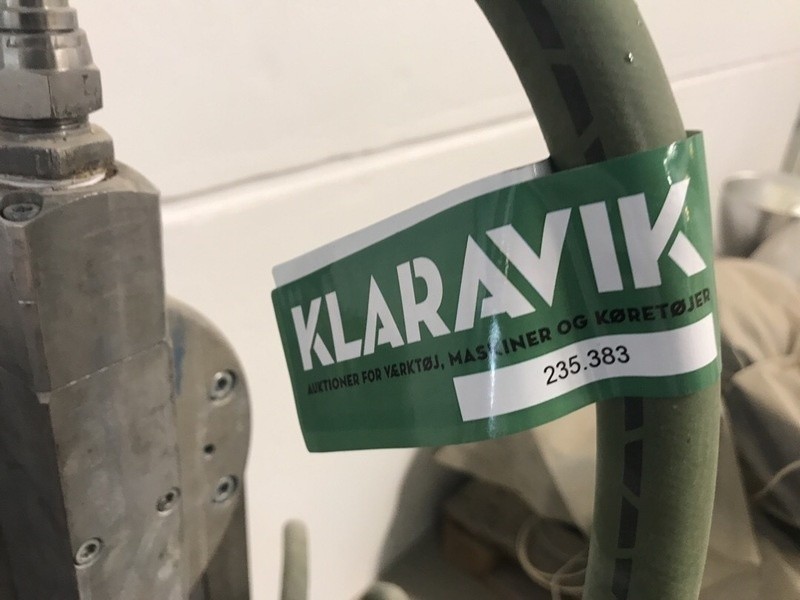 KLARAVIK
AUKTIONER FOR VÆRKTØJ, MASKINER OG KØRETØJER
235.383